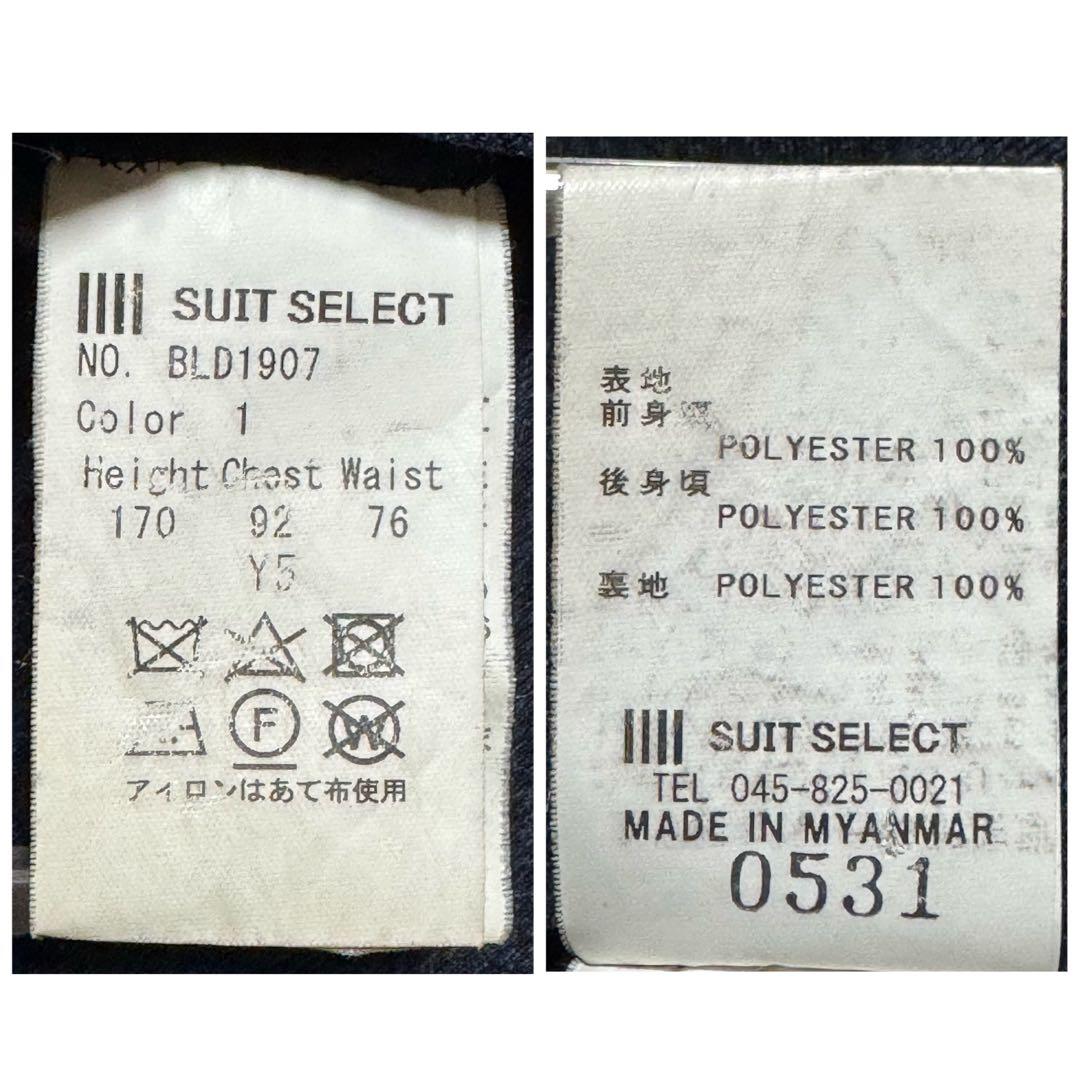 SUIT SELECT
NO. BLD1907
Color 1
Height Chest Waist
170 92 76
Y5
F
W
アイロンはあて布使用
表地
前身
POLYESTER 100%
後身頃
POLYESTER 100%
裏地 POLYESTER 100%
SUIT SELECT
TEL 045-825-0021
MADE IN MYANMAR
0531